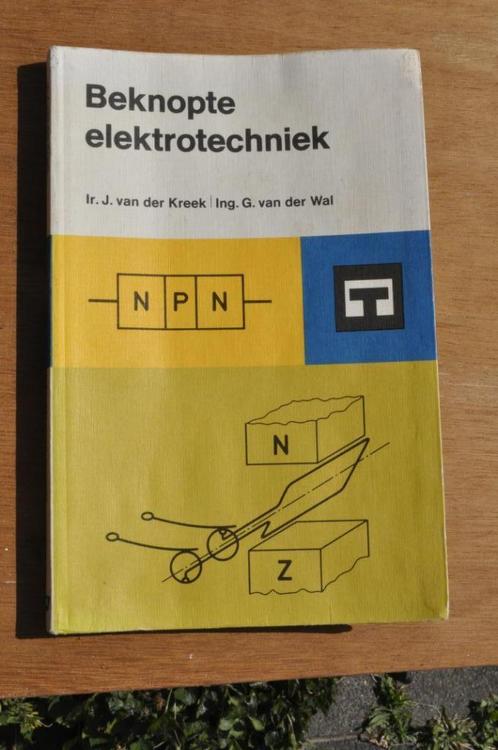 Beknopte
elektrotechniek
Ir. J. van der Kreek | Ing. G. van der Wal
N P N
N
Z